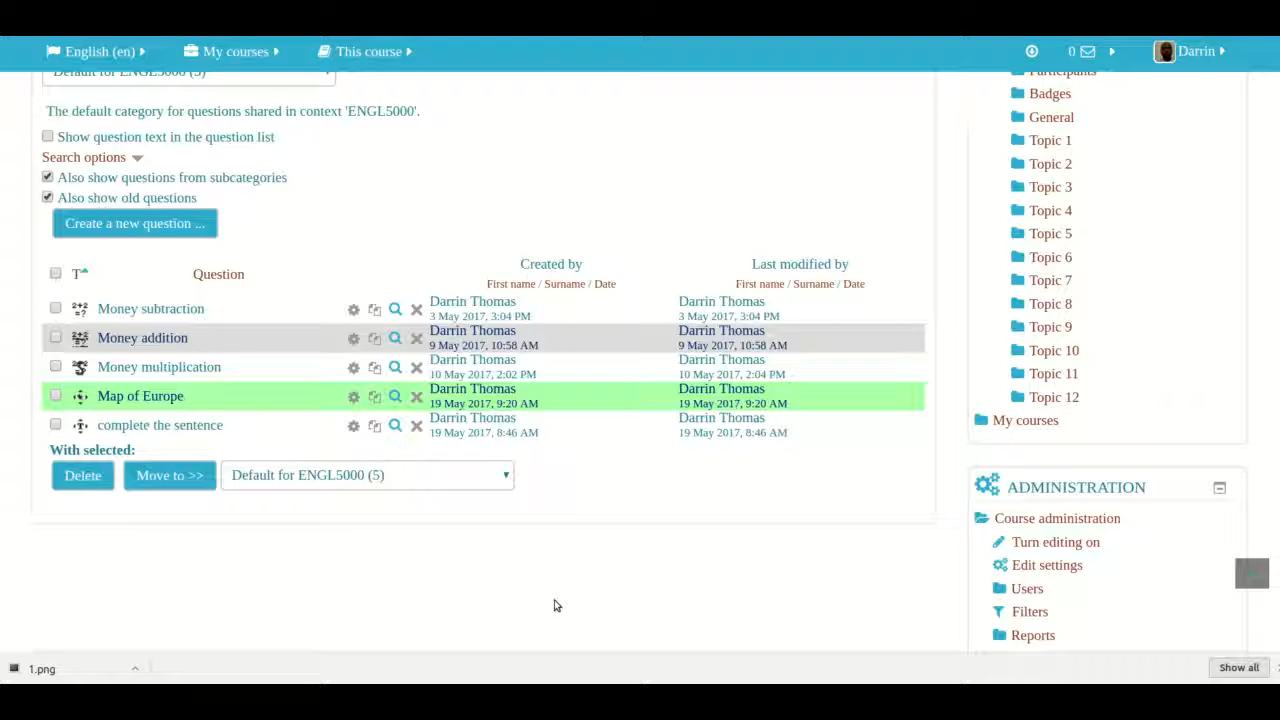 English (en) My courses This course 0 Darrin
Default for ENGL5000 (5)
The default category for questions shared in context 'ENGL5000'.
Show question text in the question list
Search options
Also show questions from subcategories
Also show old questions
Create a new question ...
T Question Created by Last modified by
First name / Surname / Date First name / Surname / Date
Money subtraction Darrin Thomas Darrin Thomas
3 May 2017, 3:04 PM 3 May 2017, 3:04 PM
Money addition Darrin Thomas Darrin Thomas
9 May 2017, 10:58 AM 9 May 2017, 10:58 AM
Money multiplication Darrin Thomas Darrin Thomas
10 May 2017, 2:02 PM 10 May 2017, 2:04 PM
Map of Europe Darrin Thomas Darrin Thomas
19 May 2017, 9:20 AM 19 May 2017, 9:20 AM
complete the sentence Darrin Thomas Darrin Thomas
19 May 2017, 8:46 AM 19 May 2017, 8:46 AM
With selected:
Delete Move to >> Default for ENGL5000 (5)
Participants
Badges
General
Topic 1
Topic 2
Topic 3
Topic 4
Topic 5
Topic 6
Topic 7
Topic 8
Topic 9
Topic 10
Topic 11
Topic 12
My courses
ADMINISTRATION
Course administration
Turn editing on
Edit settings
Users
Filters
Reports
1.png Show all